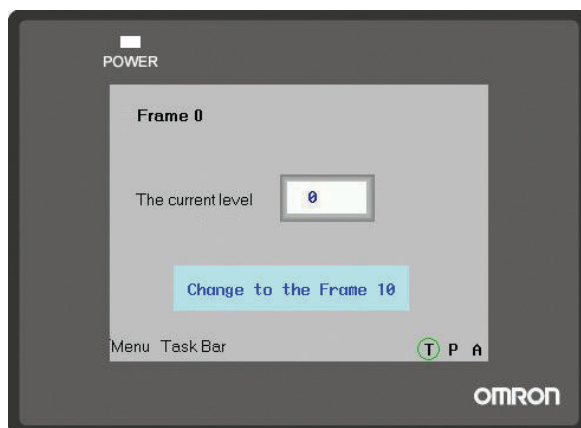 POWER
Frame 0
The current level 0
Change to the Frame 10
Menu Task Bar T P A
OMRON